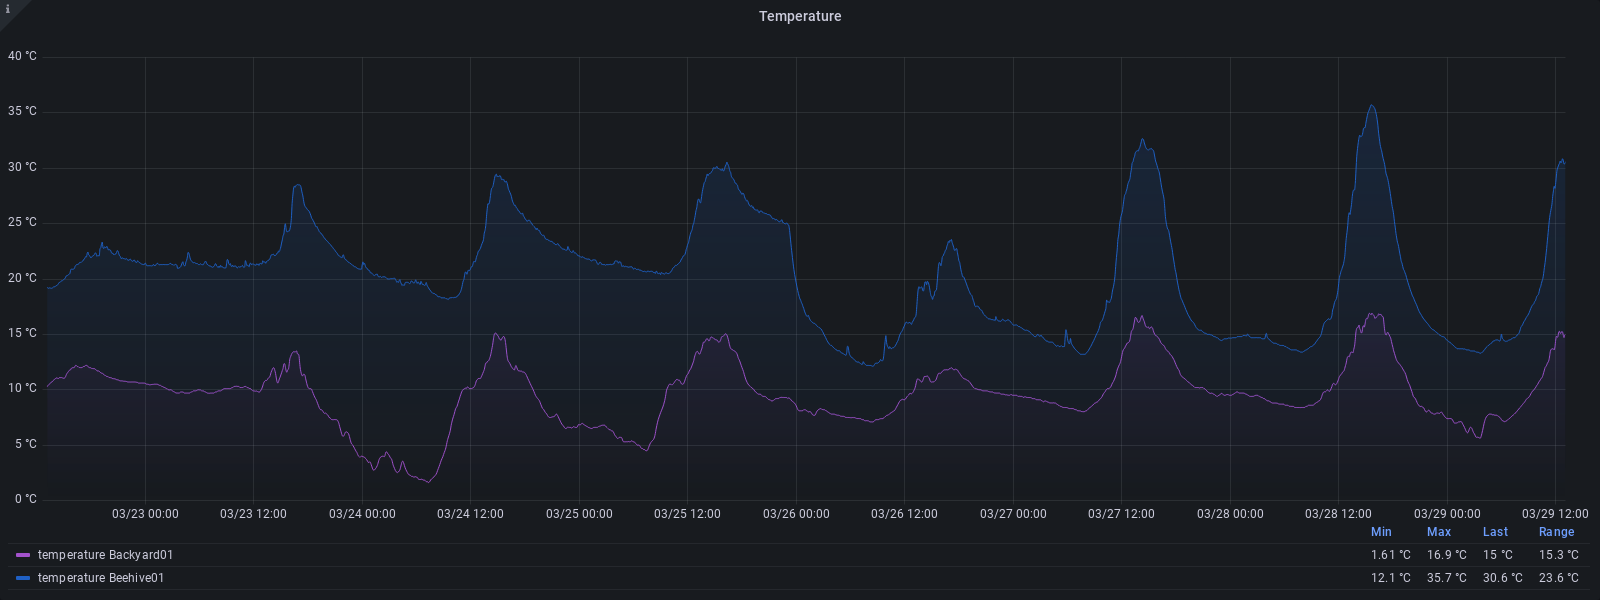 i
Temperature
40 °C
35 °C
30 °C
25 °C
20 °C
15 °C
10 °C
5 °C
0 °C
03/23 00:00 03/23 12:00 03/24 00:00 03/24 12:00 03/25 00:00 03/25 12:00 03/26 00:00 03/26 12:00 03/27 00:00 03/27 12:00 03/28 00:00 03/28 12:00 03/29 00:00 03/29 12:00
Min Max Last Range
temperature Backyard01 1.61 °C 16.9 °C 15 °C 15.3 °C
temperature Beehive01 12.1 °C 35.7 °C 30.6 °C 23.6 °C